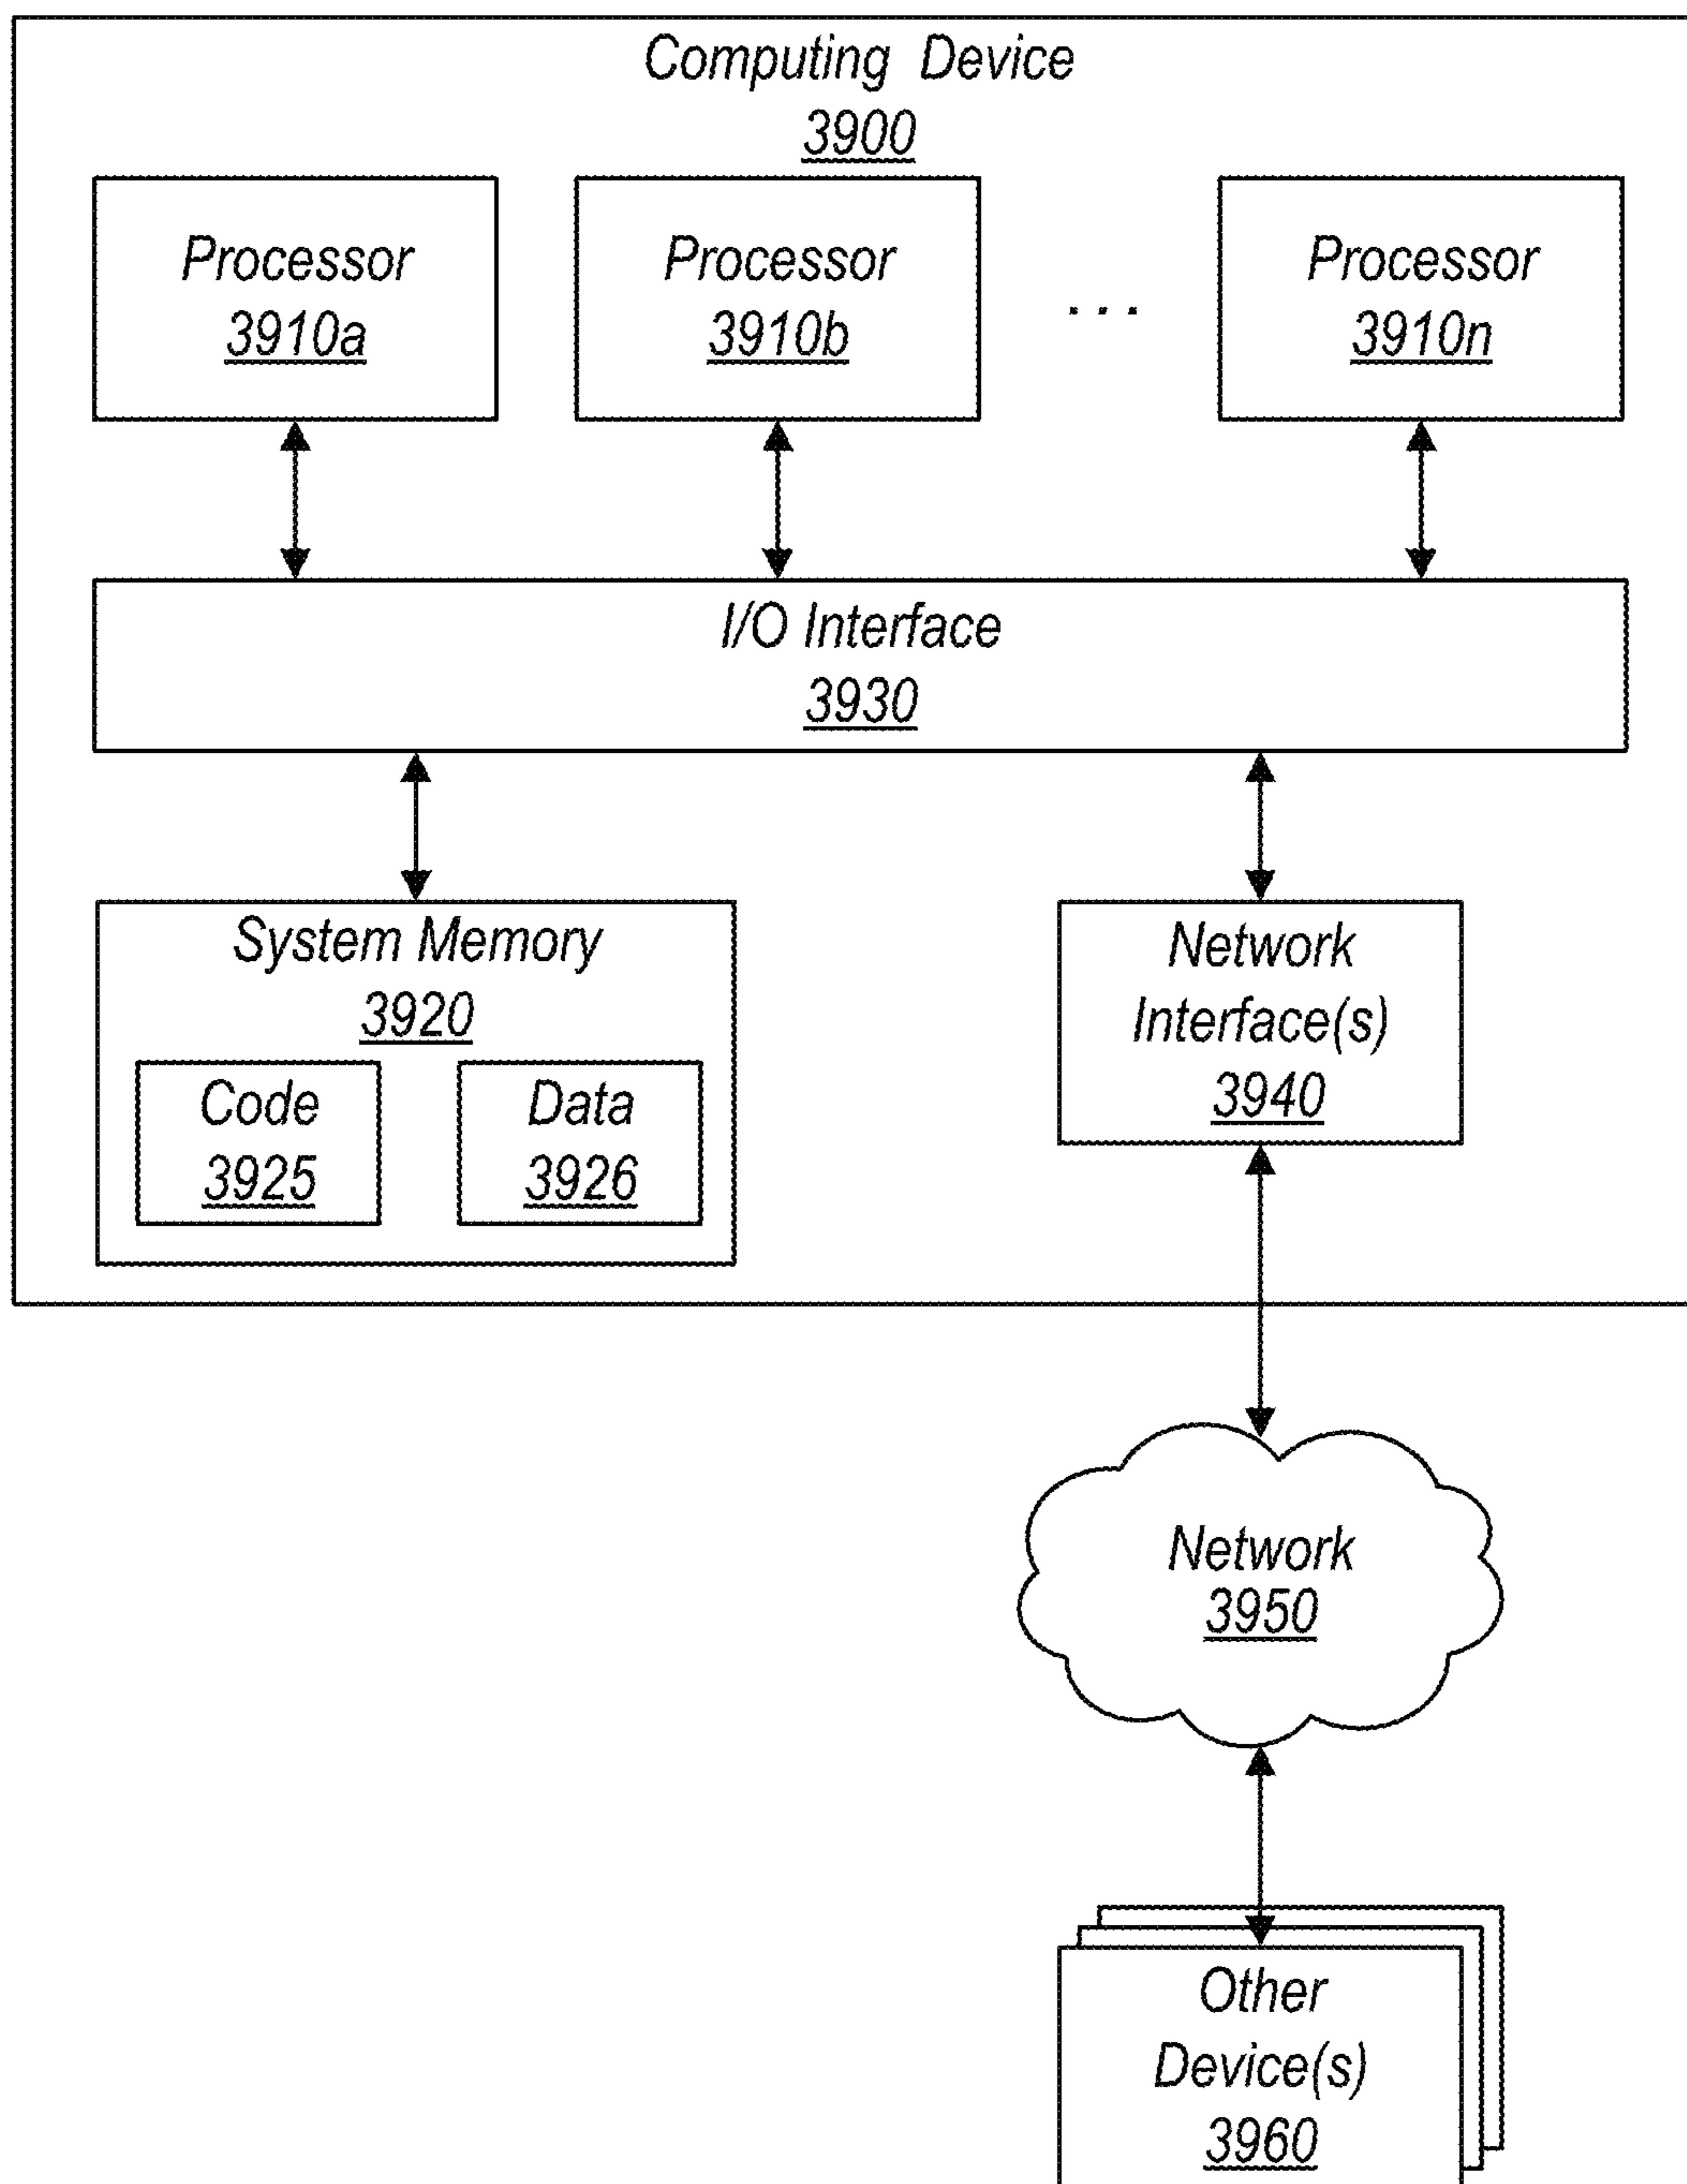 Computing Device
3900
Processor
3910a
Processor
3910b
. . .
Processor
3910n
I/O Interface
3930
System Memory
3920
Code
3925
Data
3926
Network
Interface(s)
3940
Network
3950
Other
Device(s)
3960